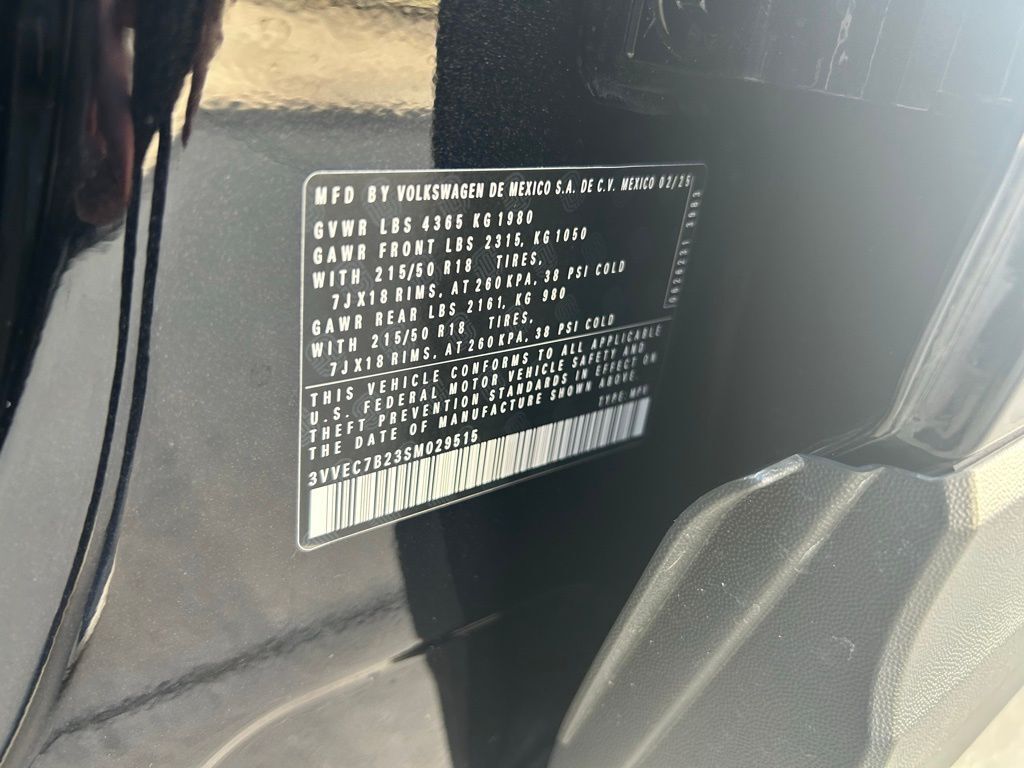 MFD BY VOLKSWAGEN DE MEXICO S.A. DE C.V. MEXICO 02/25
GVWR LBS 4365 KG 1980
GAWR FRONT LBS 2315, KG 1050
WITH 215/50 R18 TIRES,
7JX18 RIMS, AT 260 KPA, 38 PSI COLD
GAWR REAR LBS 2161, KG 980
WITH 215/50 R18 TIRES,
7JX18 RIMS, AT 260 KPA, 38 PSI COLD
THIS VEHICLE CONFORMS TO ALL APPLICABLE
U.S. FEDERAL MOTOR VEHICLE SAFETY AND
THEFT PREVENTION STANDARDS IN EFFECT ON
THE DATE OF MANUFACTURE SHOWN ABOVE.
3VVEC7B23SM029515
TYPE: